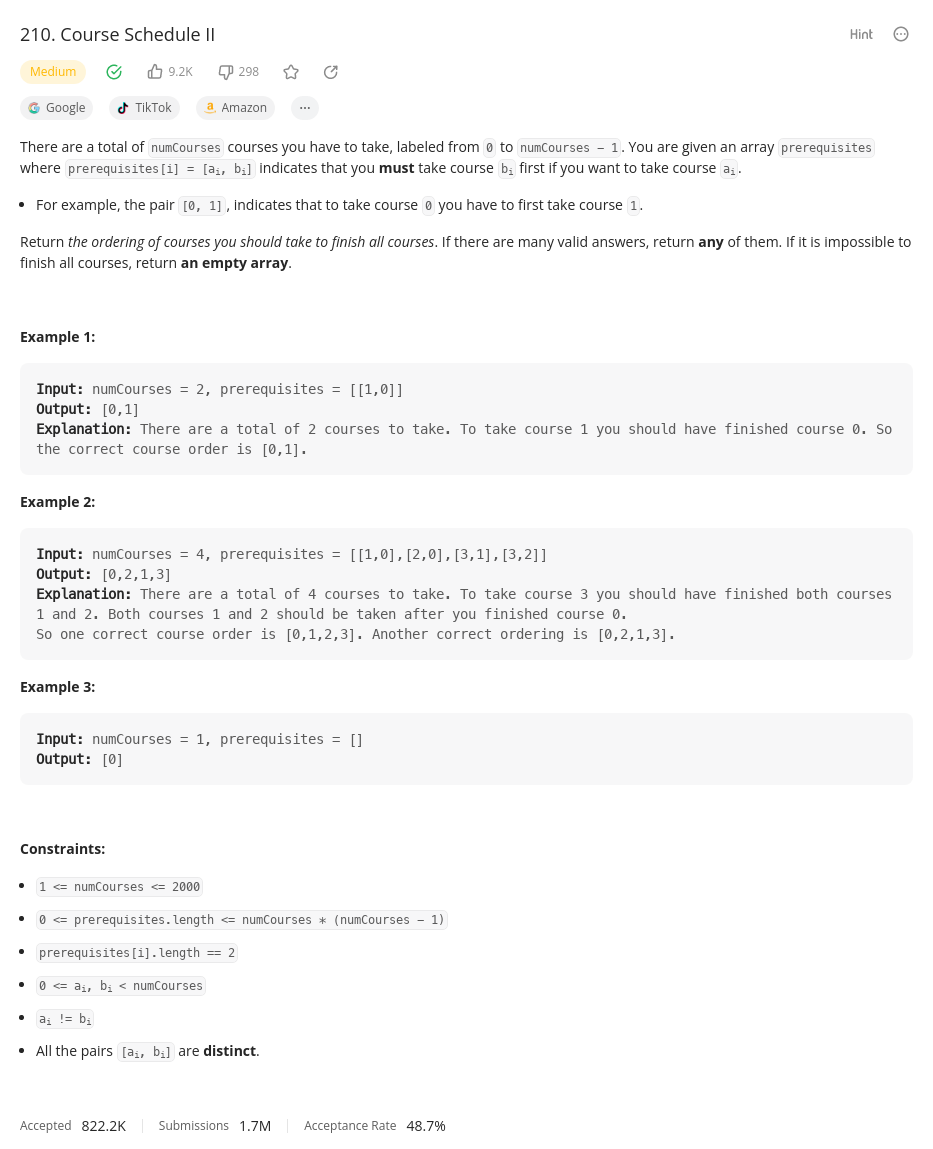 210. Course Schedule II
Hint
Medium
9.2K
298
Google
TikTok
Amazon
There are a total of numCourses courses you have to take, labeled from 0 to numCourses - 1. You are given an array prerequisites
where prerequisites[i] = [ai, bi] indicates that you must take course bi first if you want to take course ai.
For example, the pair [0, 1], indicates that to take course 0 you have to first take course 1.
Return the ordering of courses you should take to finish all courses. If there are many valid answers, return any of them. If it is impossible to
finish all courses, return an empty array.
Example 1:
Input: numCourses = 2, prerequisites = [[1,0]]
Output: [0,1]
Explanation: There are a total of 2 courses to take. To take course 1 you should have finished course 0. So
the correct course order is [0,1].
Example 2:
Input: numCourses = 4, prerequisites = [[1,0],[2,0],[3,1],[3,2]]
Output: [0,2,1,3]
Explanation: There are a total of 4 courses to take. To take course 3 you should have finished both courses
1 and 2. Both courses 1 and 2 should be taken after you finished course 0.
So one correct course order is [0,1,2,3]. Another correct ordering is [0,2,1,3].
Example 3:
Input: numCourses = 1, prerequisites = []
Output: [0]
Constraints:
1 <= numCourses <= 2000
0 <= prerequisites.length <= numCourses * (numCourses - 1)
prerequisites[i].length == 2
0 <= ai, bi < numCourses
ai != bi
All the pairs [ai, bi] are distinct.
Accepted 822.2K Submissions 1.7M Acceptance Rate 48.7%